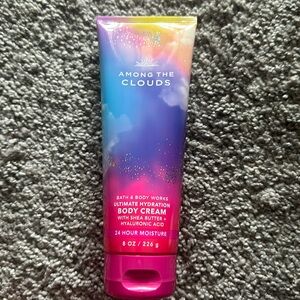 AMONG THE
CLOUDS
BATH & BODY WORKS
ULTIMATE HYDRATION
BODY CREAM
WITH SHEA BUTTER +
HYALURONIC ACID
24 HOUR MOISTURE
8 OZ / 226 g